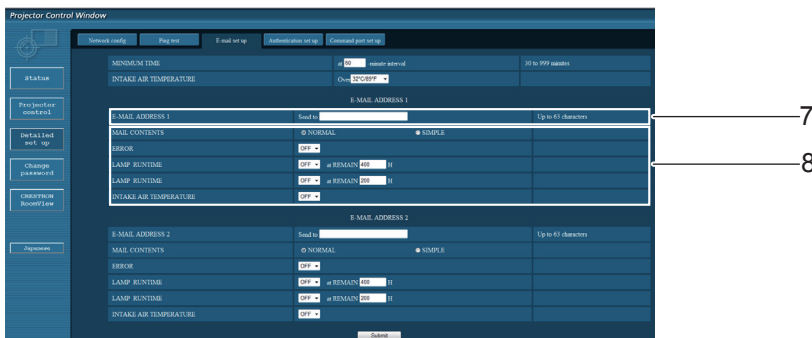 Projector Control Window
Network config Ping test E-mail set up Authentication set up Command port set up
MINIMUM TIME at 60 -minute interval 30 to 999 minutes
INTAKE AIR TEMPERATURE Over 32°C/89°F
E-MAIL ADDRESS 1
E-MAIL ADDRESS 1 Send to Up to 63 characters
MAIL CONTENTS NORMAL SIMPLE
ERROR OFF
LAMP RUNTIME OFF at REMAIN 400 H
LAMP RUNTIME OFF at REMAIN 200 H
INTAKE AIR TEMPERATURE OFF
E-MAIL ADDRESS 2
E-MAIL ADDRESS 2 Send to Up to 63 characters
MAIL CONTENTS NORMAL SIMPLE
ERROR OFF
LAMP RUNTIME OFF at REMAIN 400 H
LAMP RUNTIME OFF at REMAIN 200 H
INTAKE AIR TEMPERATURE OFF
Submit
Status
Projector
control
Detailed
set up
Change
password
CRESTRON
RoomView
Japanese
7
8